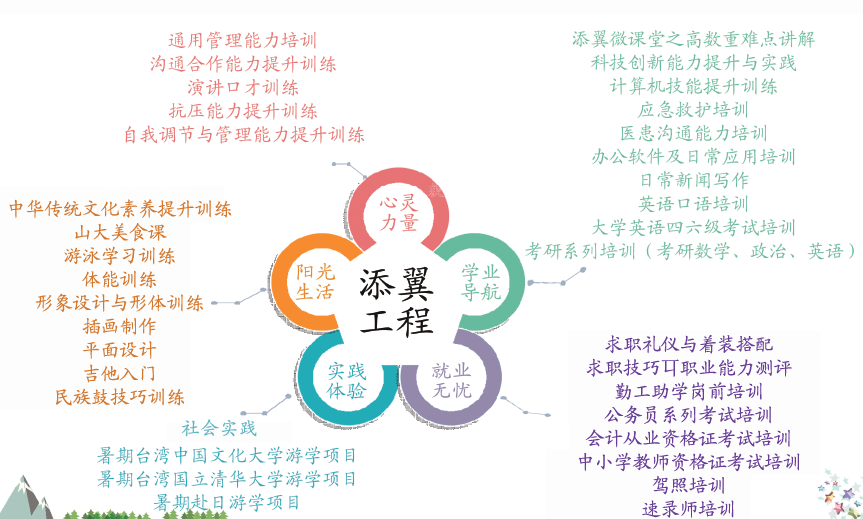 通用管理能力培训
沟通合作能力提升训练
演讲口才训练
抗压能力提升训练
自我调节与管理能力提升训练
添翼微课堂之高数重难点讲解
科技创新能力提升与实践
计算机技能提升训练
应急救护培训
医患沟通能力培训
办公软件及日常应用培训
日常新闻写作
英语口语培训
大学英语四六级考试培训
考研系列培训(考研数学、政治、英语)
心灵
力量
中华传统文化素养提升训练
山大美食课
游泳学习训练
体能训练
形象设计与形体训练
插画制作
平面设计
吉他入门
民族鼓技巧训练
阳光
生活
添翼
工程
学业
导航
实践
体验
就业
无忧
求职礼仪与着装搭配
求职技巧与职业能力测评
勤工助学岗前培训
公务员系列考试培训
会计从业资格证考试培训
中小学教师资格证考试培训
驾照培训
速录师培训
社会实践
暑期台湾中国文化大学游学项目
暑期台湾国立清华大学游学项目
暑期赴日游学项目